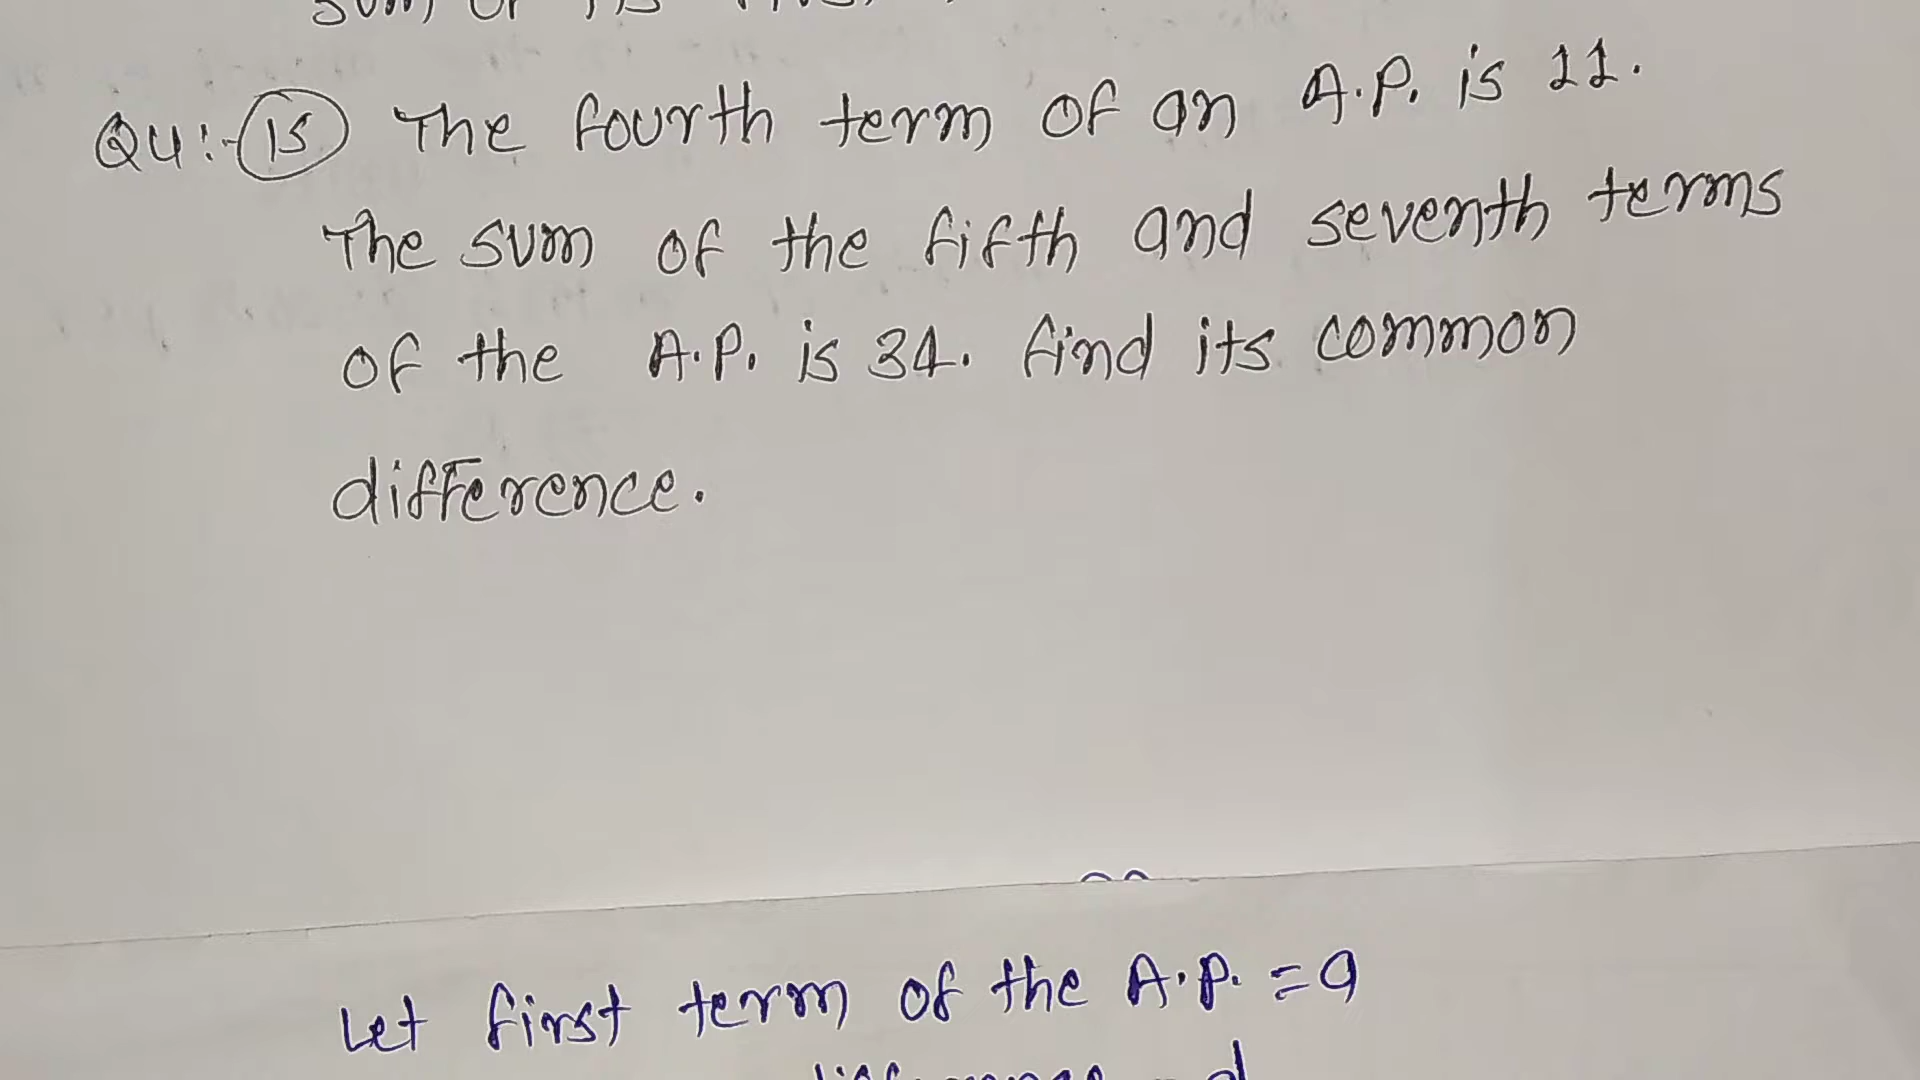 Qu:- 15 The fourth term of an A.P. is 11.
The sum of the fifth and seventh terms
of the A.P. is 34. find its common
difference.
Let first term of the A.P. = a